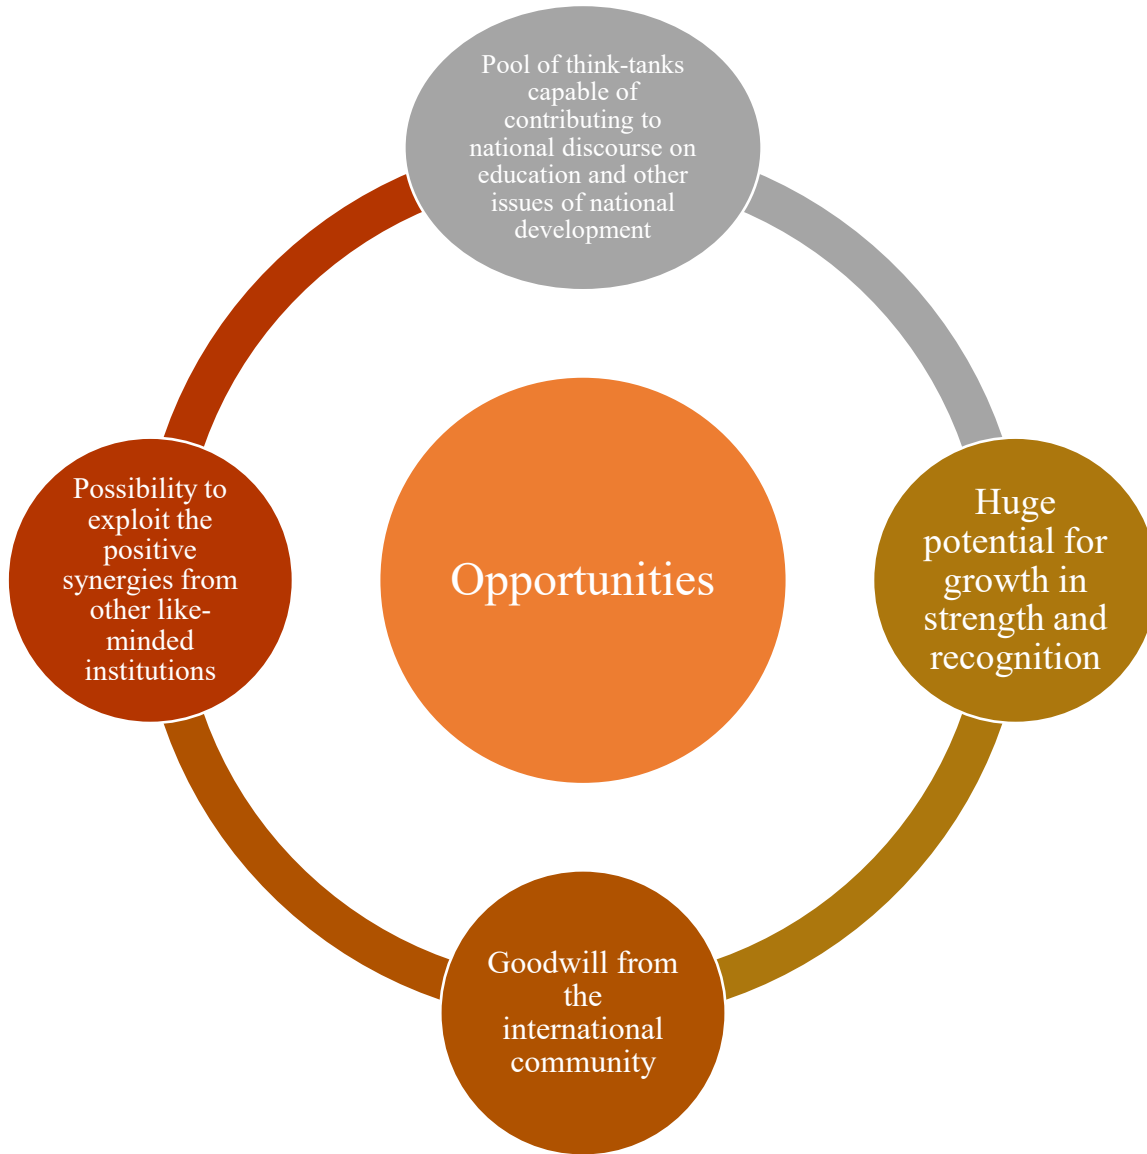 Pool of think-tanks
capable of
contributing to
national discourse on
education and other
issues of national
development
Possibility to
exploit the
positive
synergies from
other like-
minded
institutions
Opportunities
Huge
potential for
growth in
strength and
recognition
Goodwill from
the
international
community